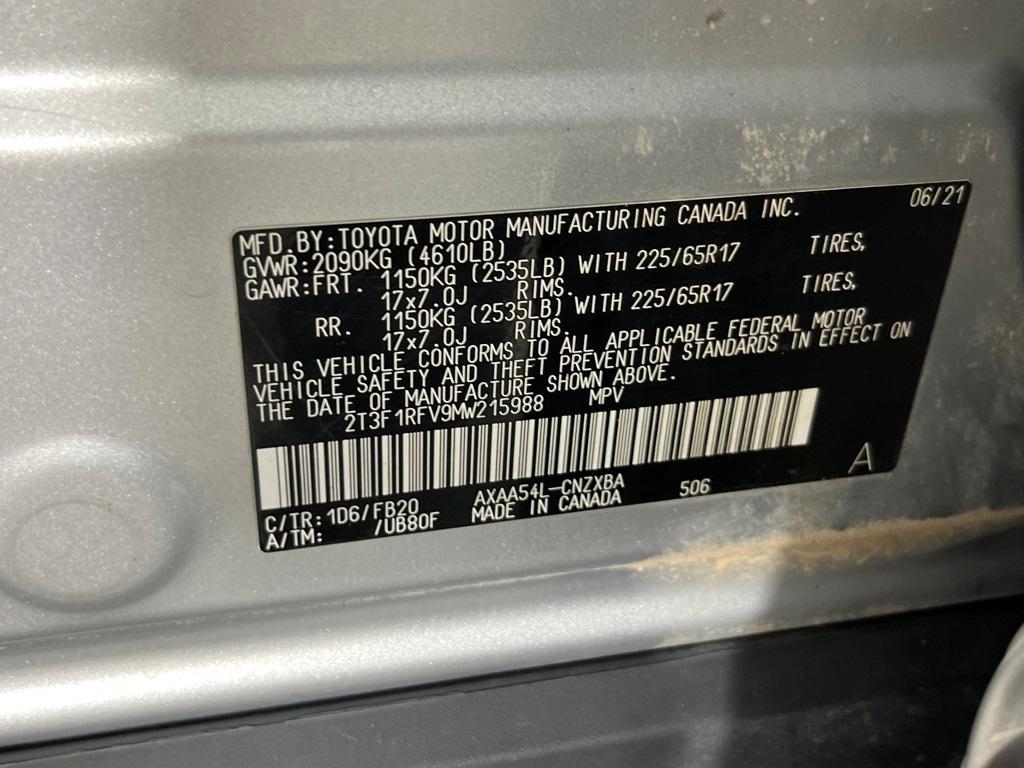 06/21
MFD.BY:TOYOTA MOTOR MANUFACTURING CANADA INC.
GVWR:2090KG (4610LB)
GAWR:FRT. 1150KG (2535LB) WITH 225/65R17 TIRES,
17x7.0J RIMS.
RR. 1150KG (2535LB) WITH 225/65R17 TIRES,
17x7.0J RIMS.
THIS VEHICLE CONFORMS TO ALL APPLICABLE FEDERAL MOTOR
VEHICLE SAFETY AND THEFT PREVENTION STANDARDS IN EFFECT ON
THE DATE OF MANUFACTURE SHOWN ABOVE.
2T3F1RFV9MW215988 MPV
A
C/TR:1D6/FB20 AXAA54L-CNZXBA 506
A/TM: /UB80F MADE IN CANADA